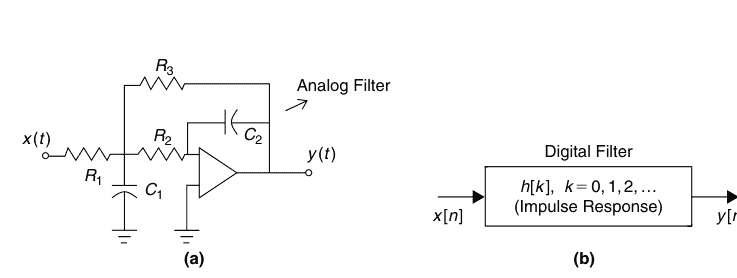 R3
Analog Filter
x(t)
R2
C2
y(t)
R1
C1
(a)
Digital Filter
h[k], k = 0, 1, 2, ...
(Impulse Response)
x[n]
y[n
(b)